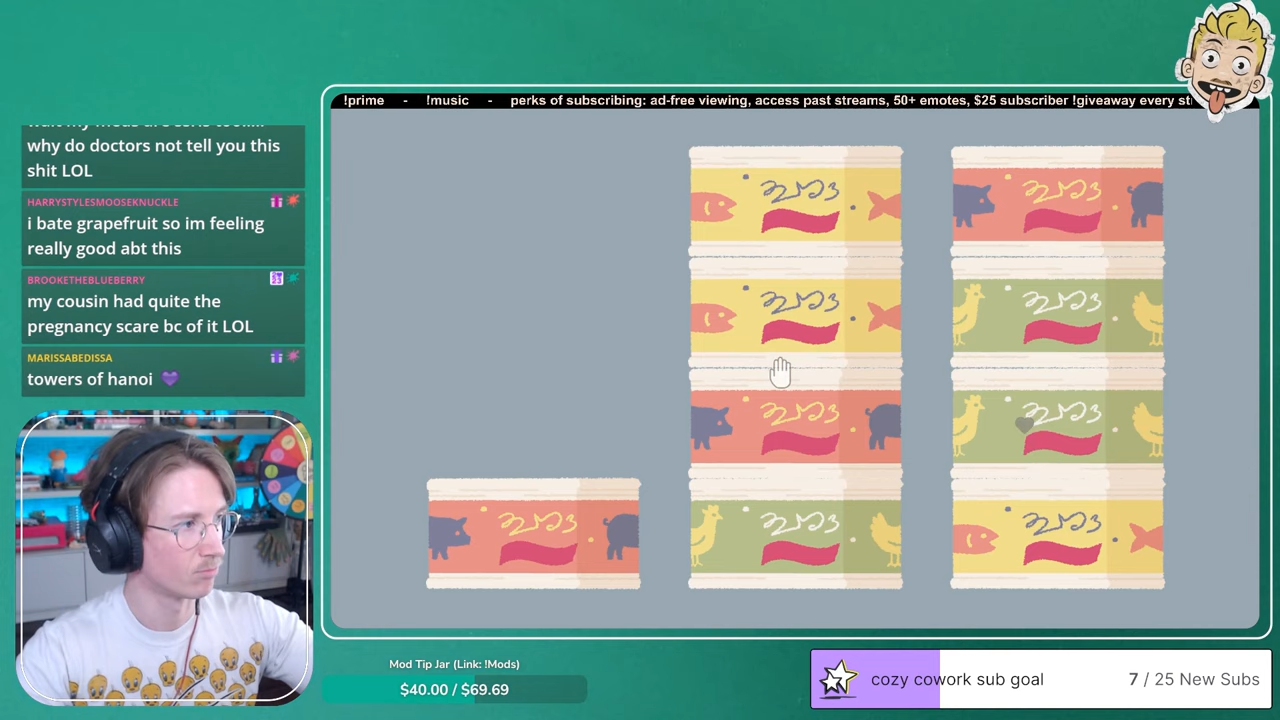 !prime - !music - perks of subscribing: ad-free viewing, access past streams, 50+ emotes, $25 subscriber !giveaway every
why do doctors not tell you this
shit LOL
HARRYSTYLESMOOSEKNUCKLE
i bate grapefruit so im feeling
really good abt this
BROOKETHEBLUEBERRY
my cousin had quite the
pregnancy scare bc of it LOL
MARISSABEDISSA
towers of hanoi 💜
Mod Tip Jar (Link: !Mods)
$40.00 / $69.69
cozy cowork sub goal
7 / 25 New Subs